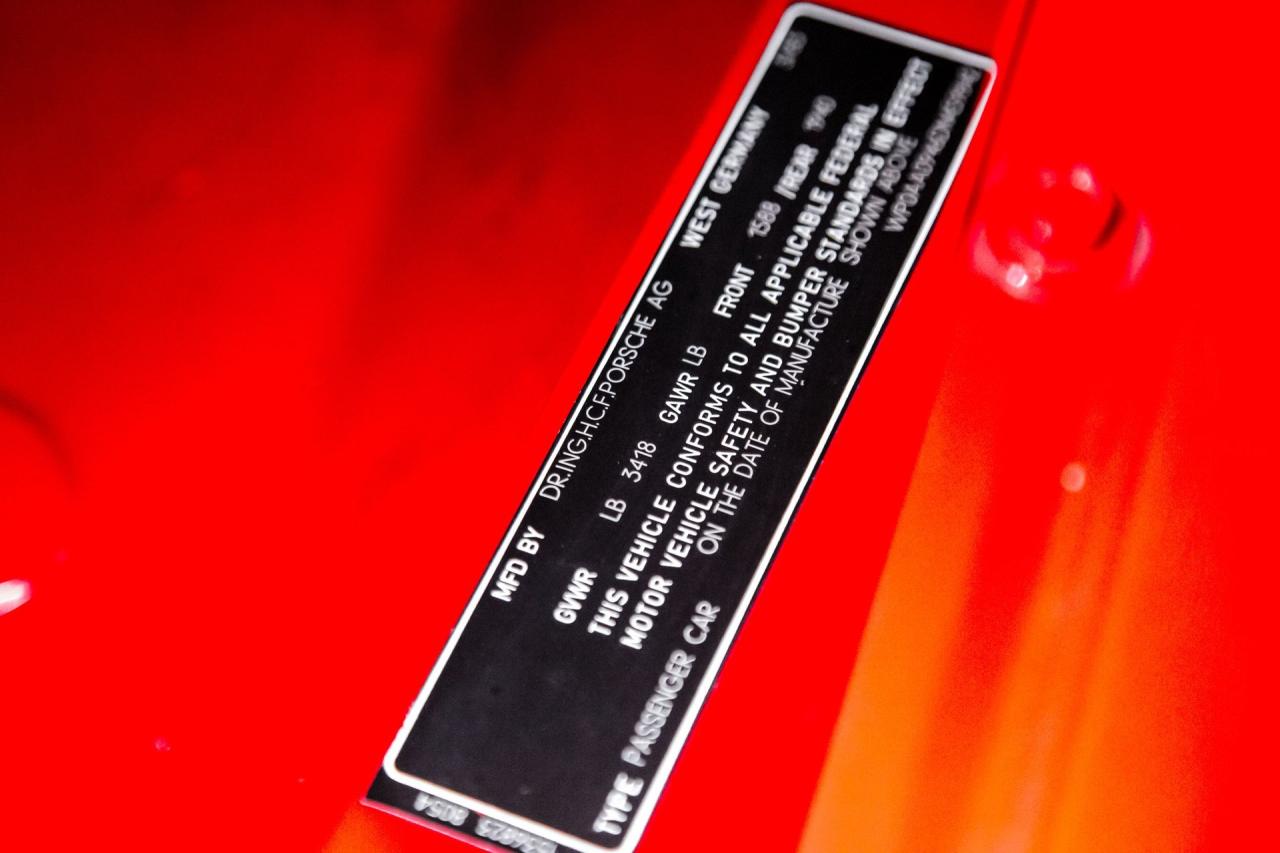 MFD BY DR.ING.H.C.F.PORSCHE AG WEST GERMANY
GVWR LB 3418 GAWR LB FRONT 1588 /REAR 1940
THIS VEHICLE CONFORMS TO ALL APPLICABLE FEDERAL
MOTOR VEHICLE SAFETY AND BUMPER STANDARDS IN EFFECT
ON THE DATE OF MANUFACTURE SHOWN ABOVE
TYPE PASSENGER CAR